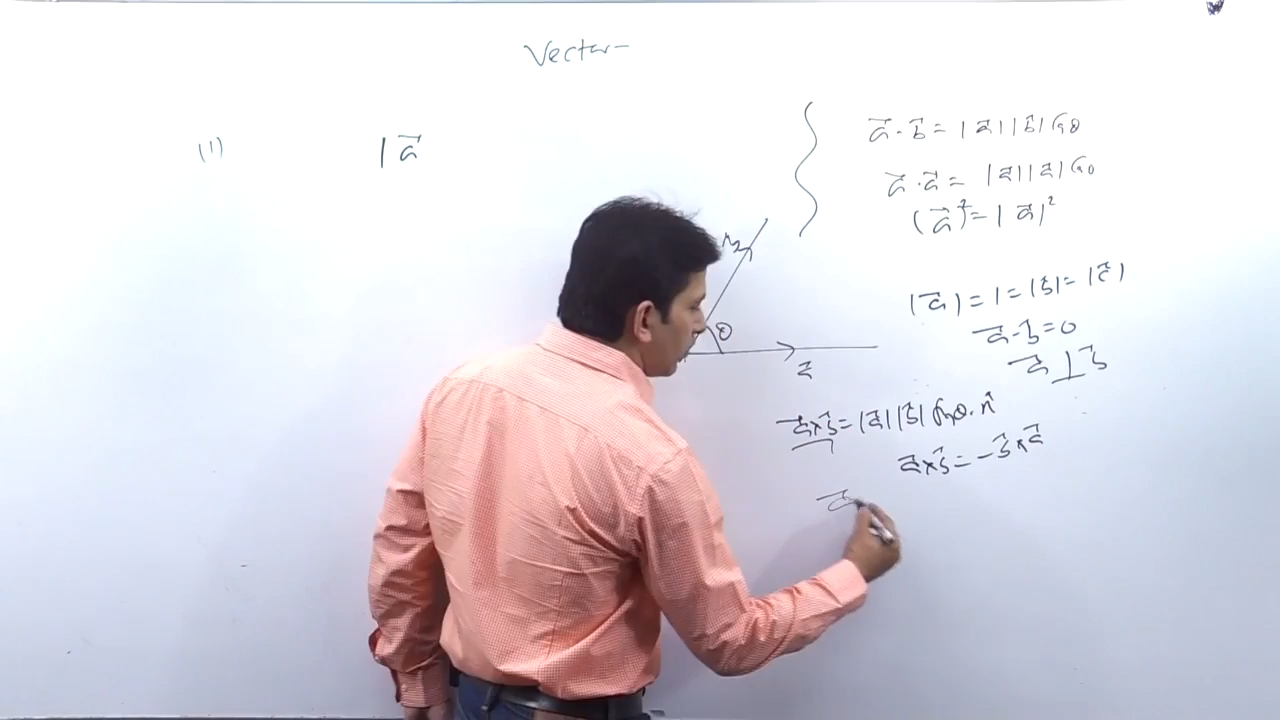 Vector-
(1) |a⃗
a⃗·b⃗ = |a⃗||b⃗|Cosθ
a⃗·a⃗ = |a⃗||a⃗|Cos0
(a⃗)²=|a⃗|²
b⃗
θ
a⃗
|a⃗|=1=|b⃗|=|c⃗|
a⃗·b⃗=0
a⃗⊥b⃗
a⃗×b⃗=|a⃗||b⃗|Sinθ·n̂
a⃗×b⃗=-b⃗×a⃗
a⃗